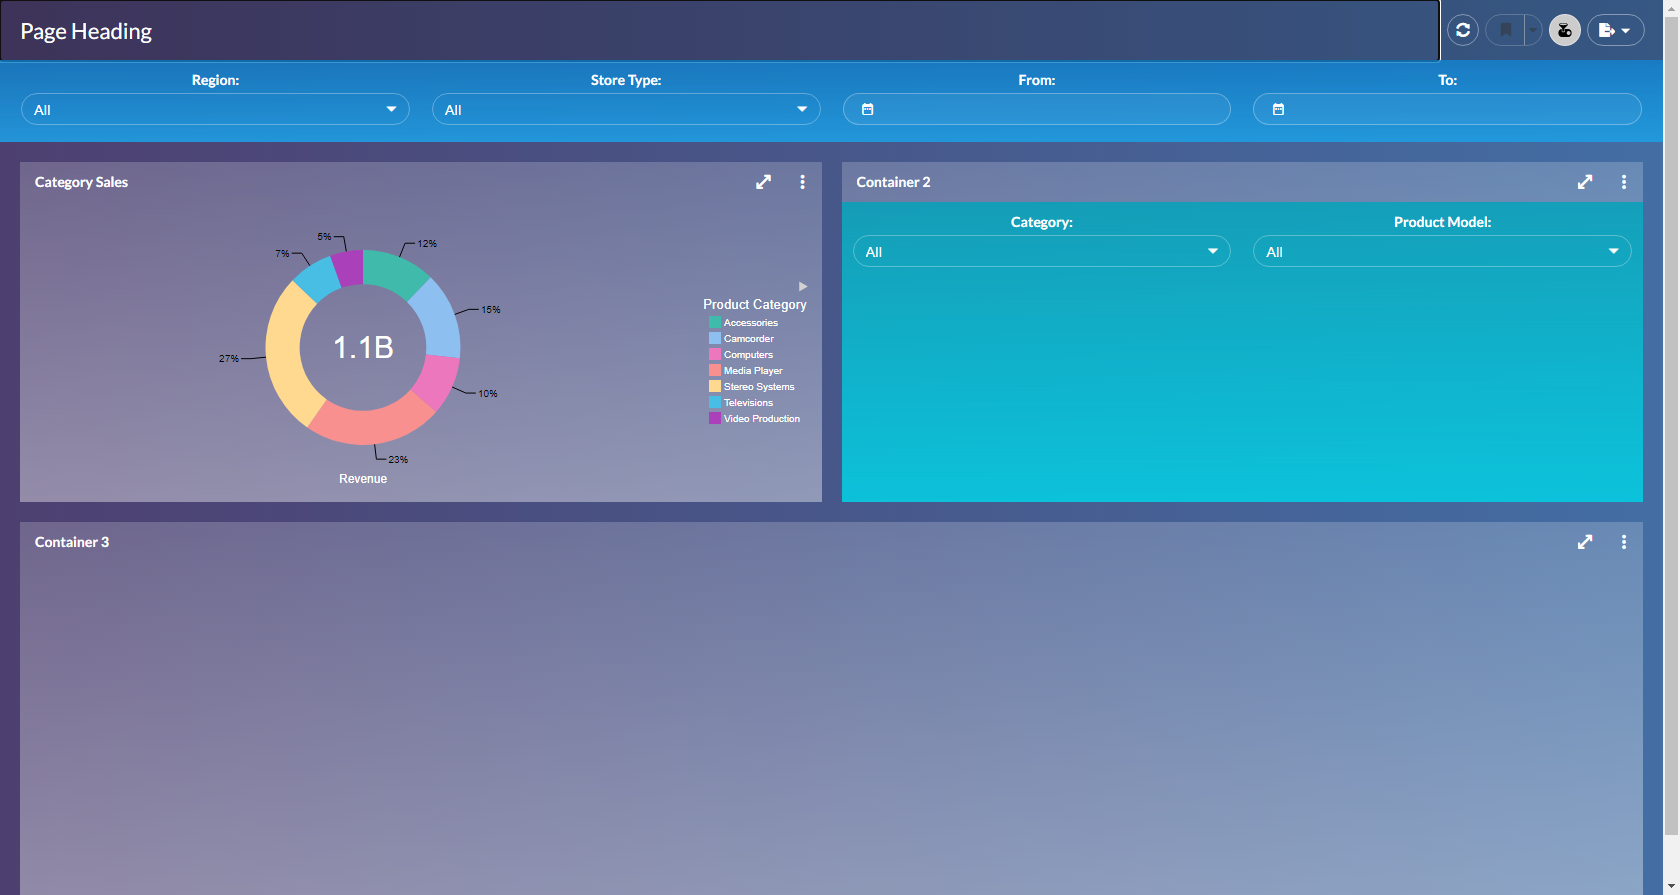 Page Heading
Region:
Store Type:
From:
To:
All
All
Category Sales
Container 2
Category:
Product Model:
All
All
5%
12%
7%
15%
27%
10%
23%
1.1B
Revenue
Product Category
Accessories
Camcorder
Computers
Media Player
Stereo Systems
Televisions
Video Production
Container 3